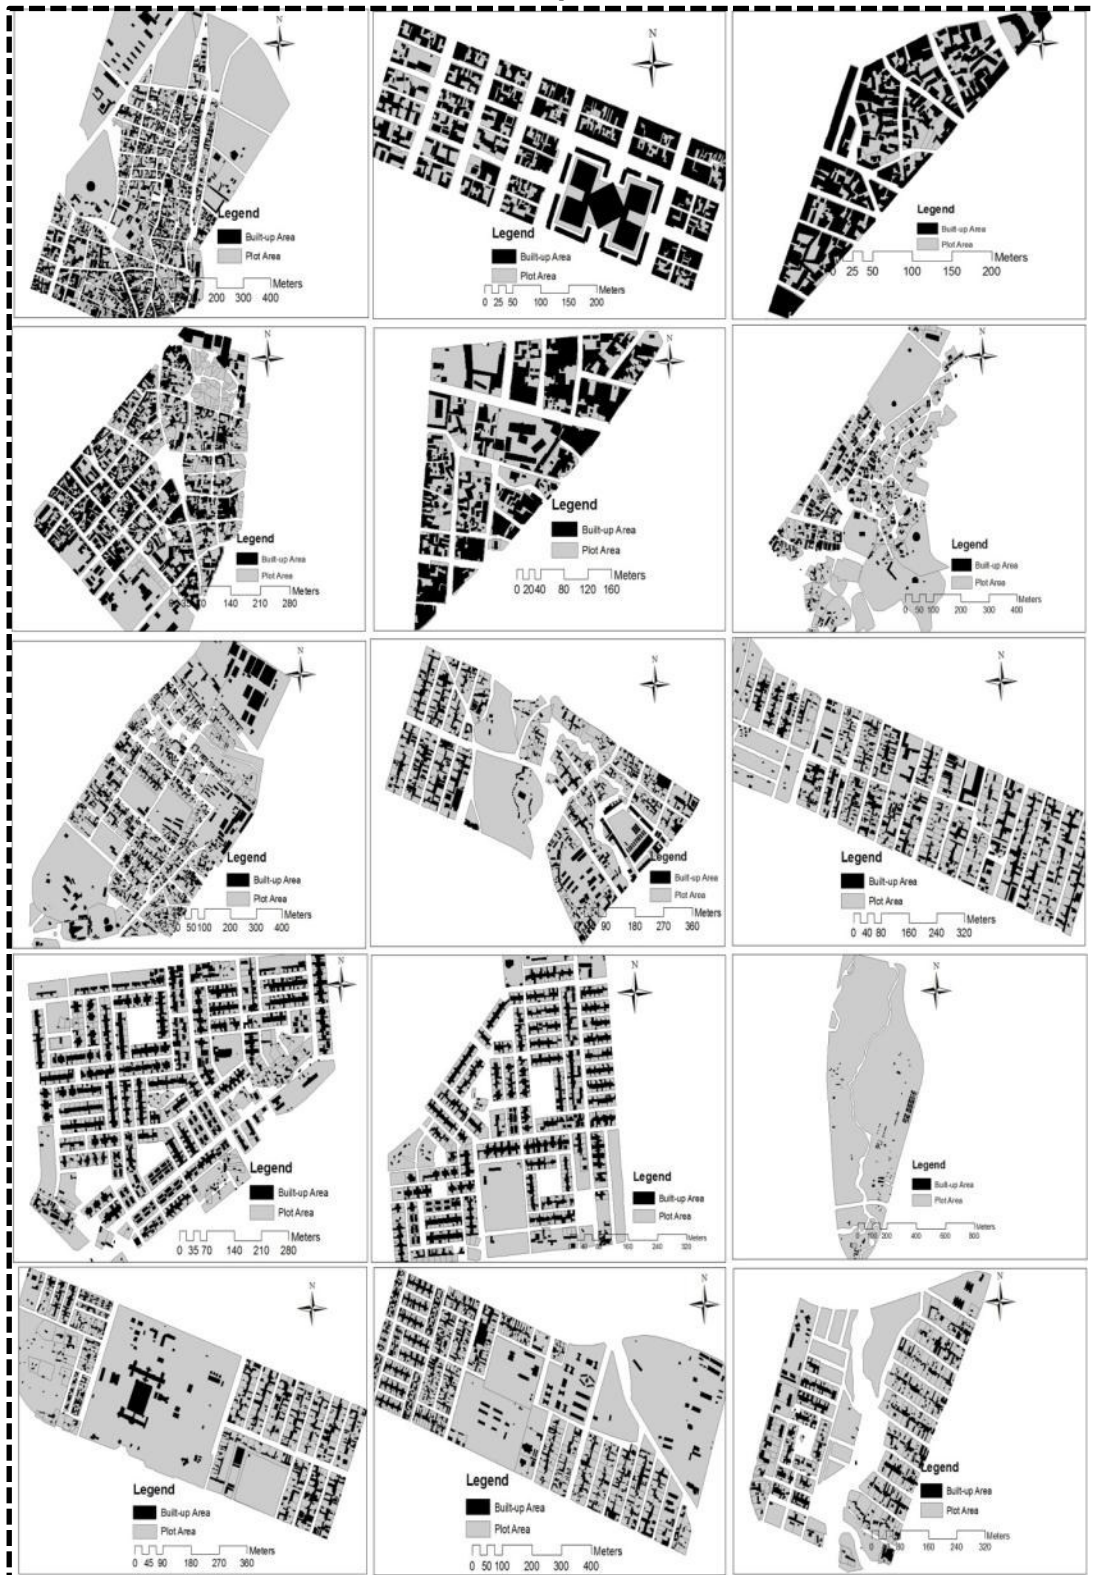 N
Legend
Built-up Area
Plot Area
Meters
200 300 400
N
Legend
Built-up Area
Plot Area
Meters
0 25 50 100 150 200
N
Legend
Built-up Area
Plot Area
Meters
25 50 100 150 200
N
Legend
Built-up Area
Plot Area
Meters
140 210 280
N
Legend
Built-up Area
Plot Area
Meters
0 20 40 80 120 160
N
Legend
Built-up Area
Plot Area
Meters
0 50 100 200 300 400
N
Legend
Built-up Area
Plot Area
Meters
50 100 200 300 400
N
Legend
Built-up Area
Plot Area
Meters
90 180 270 360
N
Legend
Built-up Area
Plot Area
Meters
0 40 80 160 240 320
N
Legend
Built-up Area
Plot Area
Meters
0 35 70 140 210 280
N
Legend
Built-up Area
Plot Area
Meters
160 240 320
N
Legend
Built-up Area
Plot Area
Meters
0 100 200 400 600 800
N
Legend
Built-up Area
Plot Area
Meters
0 45 90 180 270 360
N
Legend
Built-up Area
Plot Area
Meters
0 50 100 200 300 400
N
Legend
Built-up Area
Plot Area
Meters
0 80 160 240 320